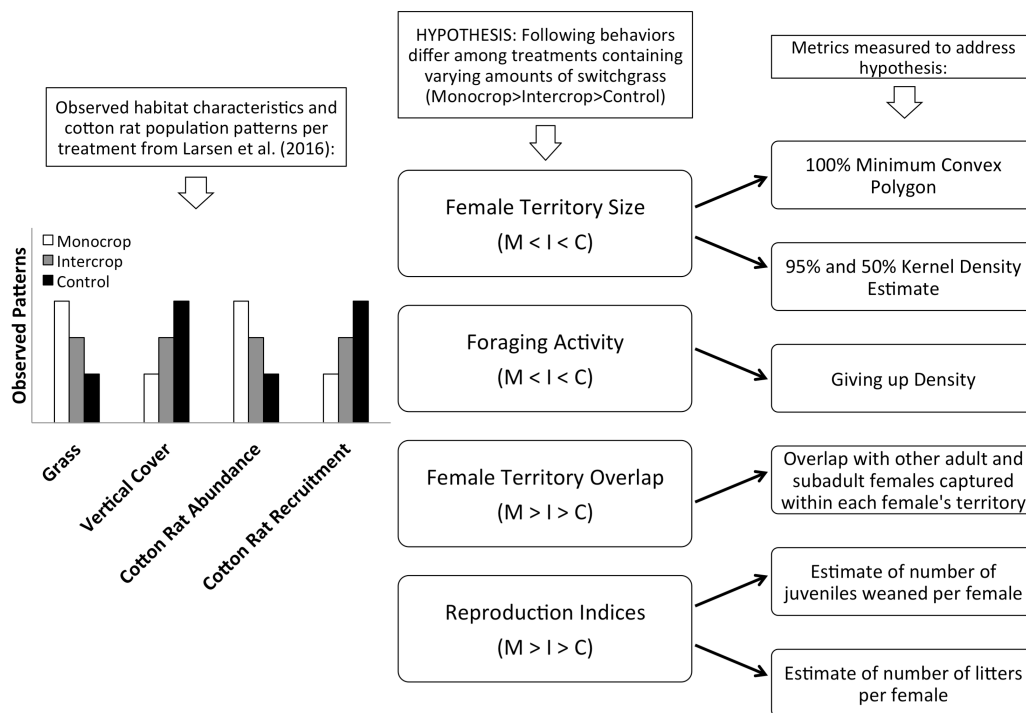 Observed habitat characteristics and
cotton rat population patterns per
treatment from Larsen et al. (2016):
Monocrop
Intercrop
Control
Observed Patterns
Grass
Vertical Cover
Cotton Rat Abundance
Cotton Rat Recruitment
HYPOTHESIS: Following behaviors
differ among treatments containing
varying amounts of switchgrass
(Monocrop>Intercrop>Control)
Female Territory Size
(M < I < C)
Foraging Activity
(M < I < C)
Female Territory Overlap
(M > I > C)
Reproduction Indices
(M > I > C)
Metrics measured to address
hypothesis:
100% Minimum Convex
Polygon
95% and 50% Kernel Density
Estimate
Giving up Density
Overlap with other adult and
subadult females captured
within each female's territory
Estimate of number of
juveniles weaned per female
Estimate of number of litters
per female